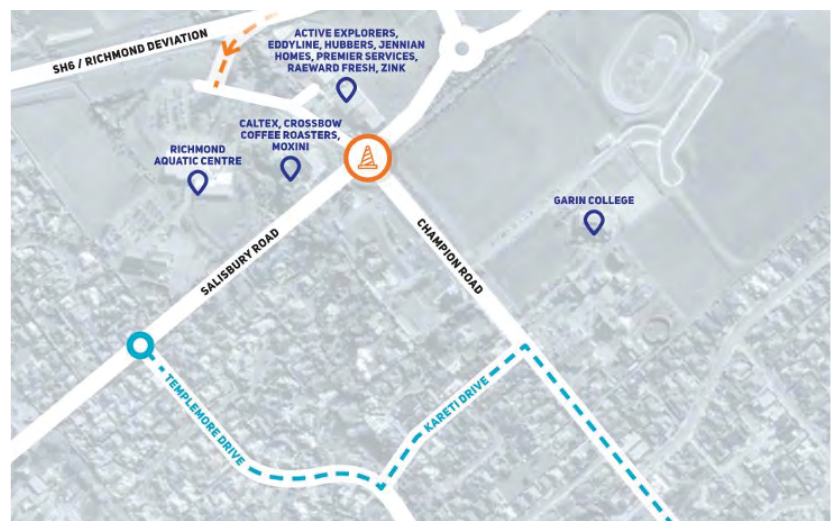 SH6 / RICHMOND DEVIATION
ACTIVE EXPLORERS,
EDDYLINE, HUBBERS, JENNIAN
HOMES, PREMIER SERVICES,
RAEWARD FRESH, ZINK
CALTEX, CROSSBOW
COFFEE ROASTERS,
MOXINI
RICHMOND
AQUATIC CENTRE
GARIN COLLEGE
SALISBURY ROAD
CHAMPION ROAD
TEMPLEMORE DRIVE
KARETI DRIVE